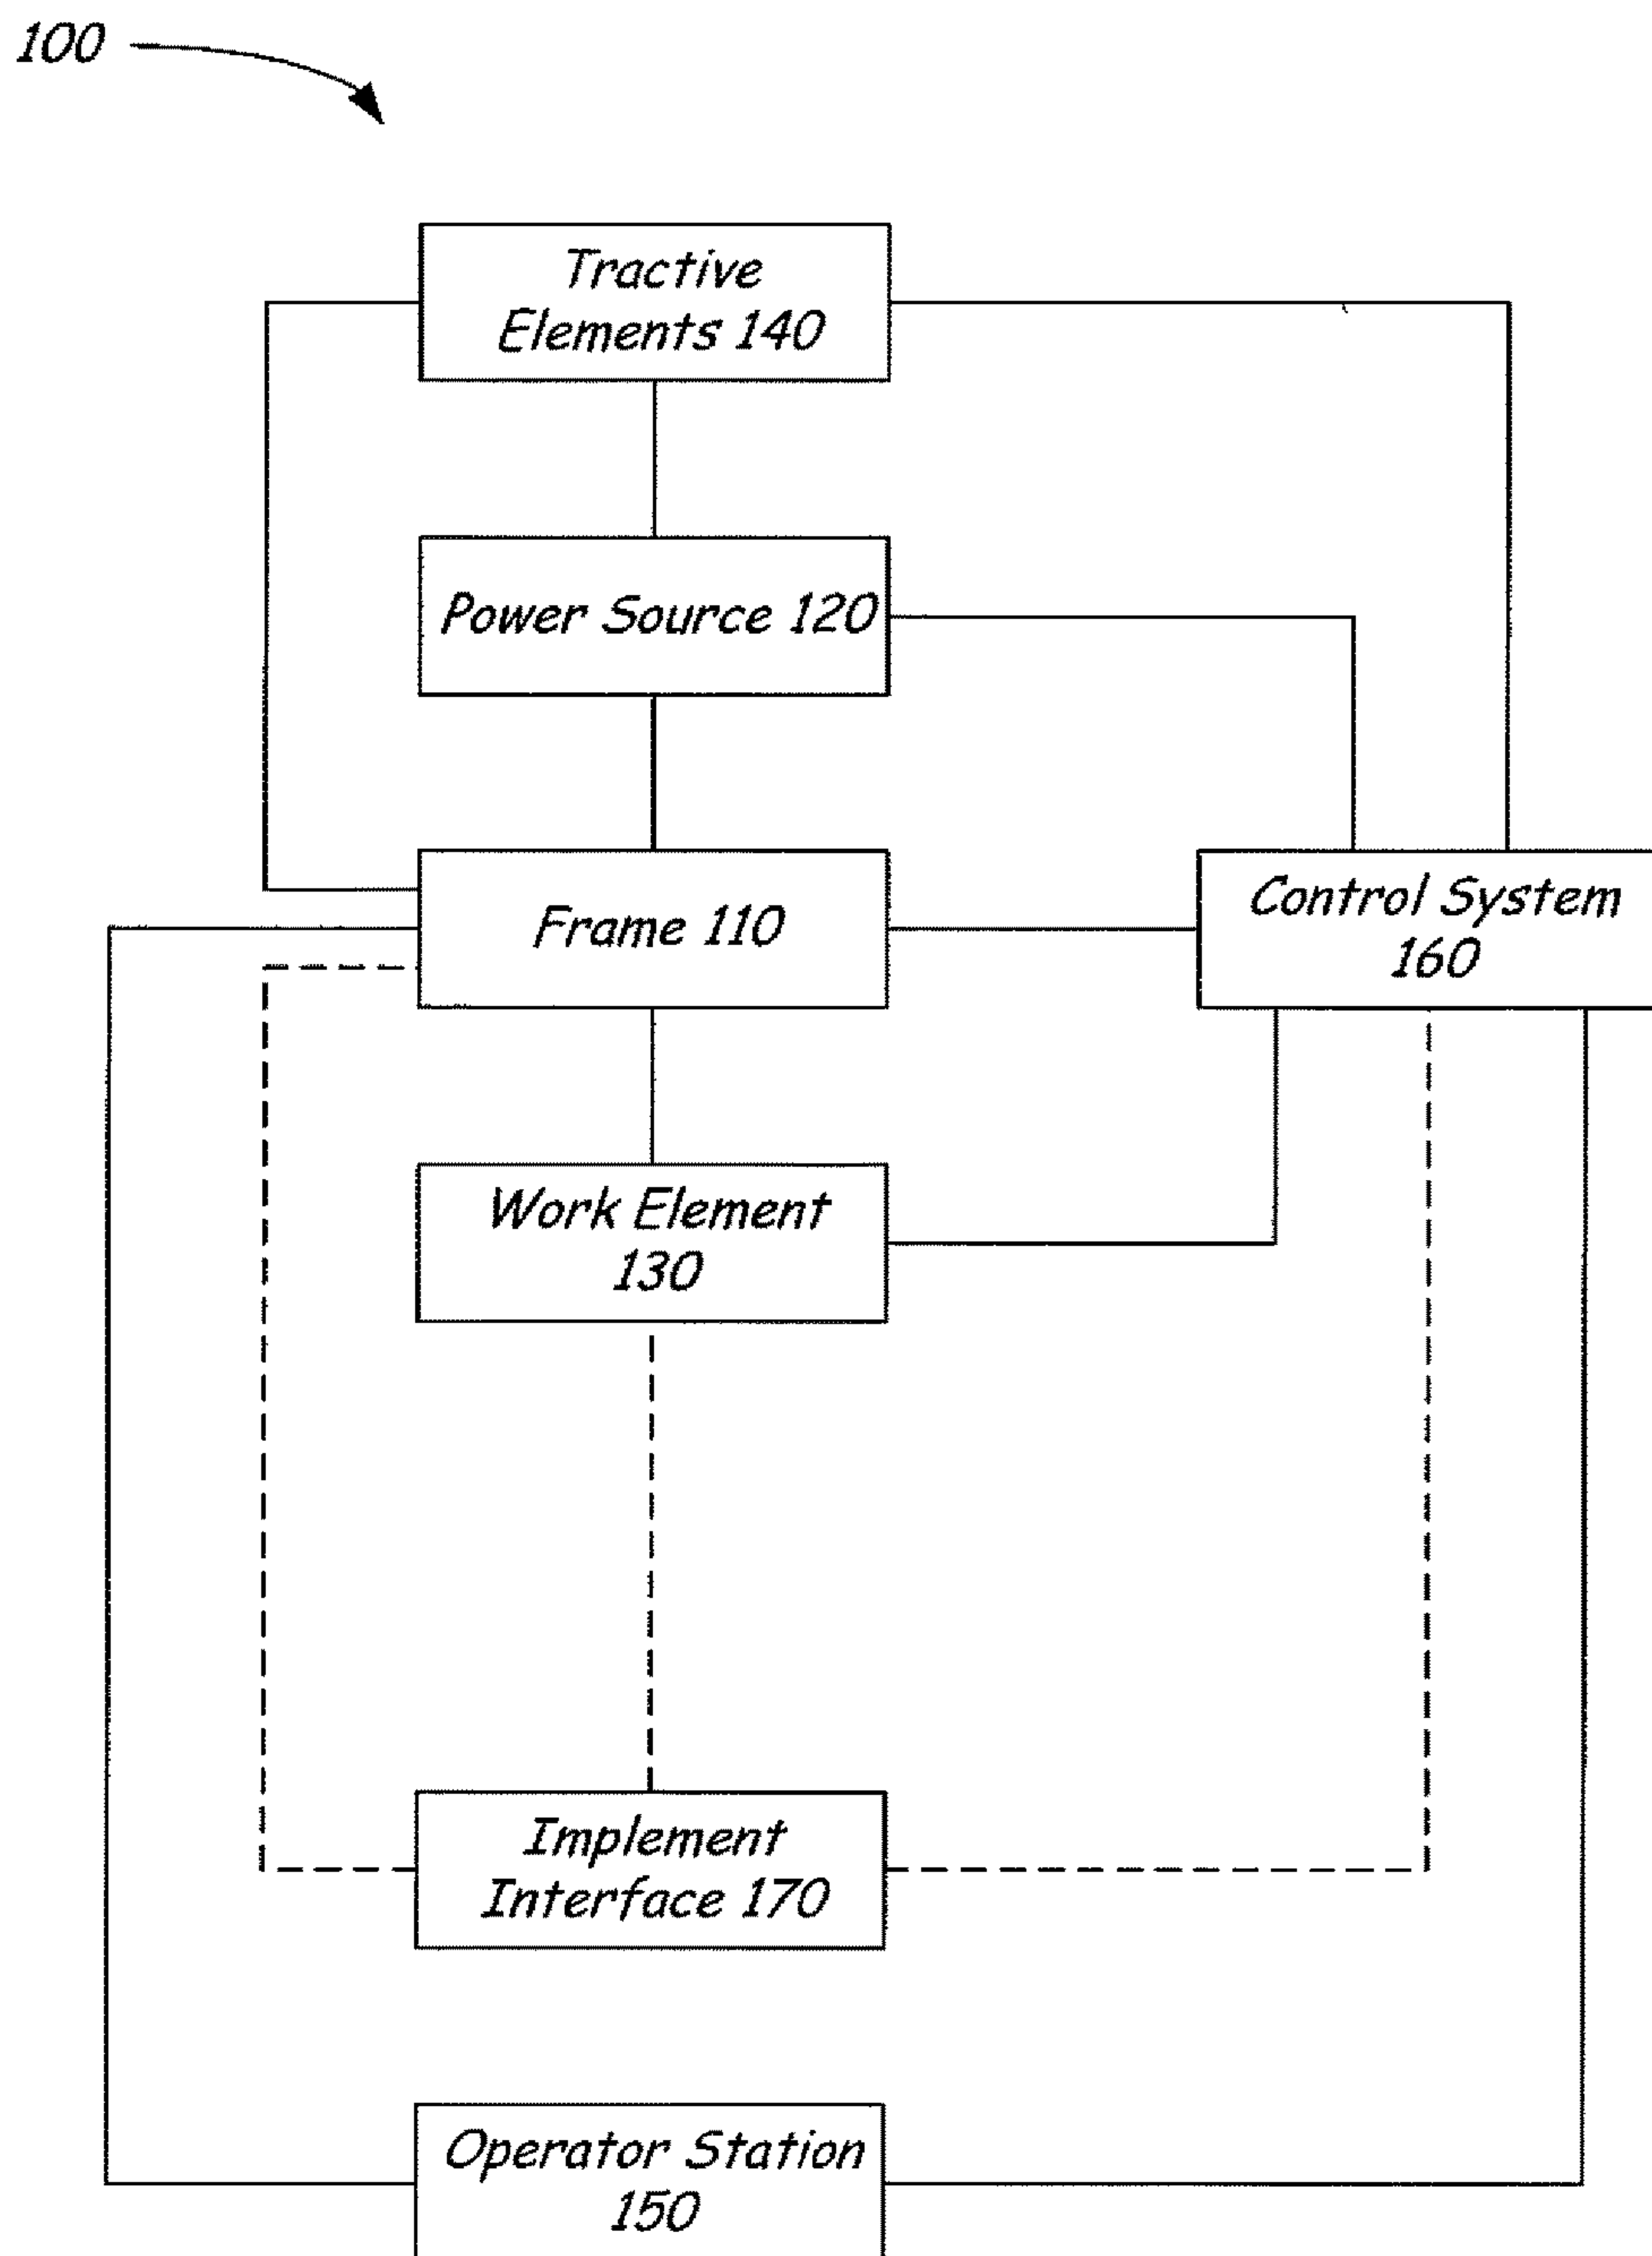 100
Tractive
Elements 140
Power Source 120
Frame 110
Control System
160
Work Element
130
Implement
Interface 170
Operator Station
150